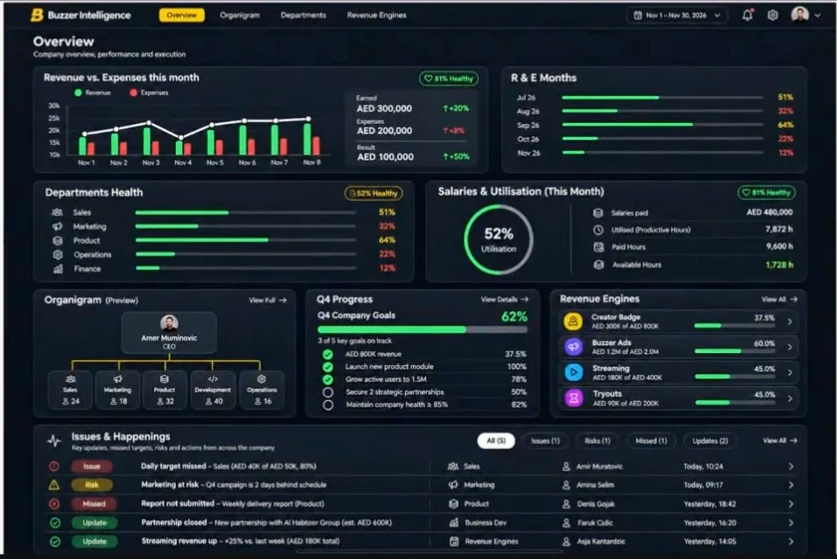 Buzzer Intelligence
Overview
Organigram
Departments
Revenue Engines
Nov 1 – Nov 30, 2026
Overview
Company overview, performance and execution
Revenue vs. Expenses this month
81% Healthy
Revenue
Expenses
30k
25k
20k
15k
10k
Nov 1
Nov 2
Nov 3
Nov 4
Nov 5
Nov 6
Nov 7
Nov 8
Earned
AED 300,000
↑+20%
Expenses
AED 200,000
↑+8%
Result
AED 100,000
↑+50%
R & E Months
Jul 26
51%
Aug 26
32%
Sep 26
64%
Oct 26
22%
Nov 26
12%
Departments Health
52% Healthy
Sales
51%
Marketing
32%
Product
64%
Operations
22%
Finance
12%
Salaries & Utilisation (This Month)
81% Healthy
52%
Utilisation
Salaries paid
AED 480,000
Utilised (Productive Hours)
7,872 h
Paid Hours
9,600 h
Available Hours
1,728 h
Organigram (Preview)
View Full →
Amer Muminovic
CEO
Sales
24
Marketing
18
Product
32
Development
40
Operations
16
Q4 Progress
View Details →
Q4 Company Goals
62%
3 of 5 key goals on track
AED 800K revenue
37.5%
Launch new product module
100%
Grow active users to 1.5M
78%
Secure 2 strategic partnerships
50%
Maintain company health ≥ 85%
82%
Revenue Engines
View All →
Creator Badge
AED 300K of AED 800K
37.5%
Buzzer Ads
AED 1.2M of AED 2.0M
60.0%
Streaming
AED 180K of AED 400K
45.0%
Tryouts
AED 90K of AED 200K
45.0%
Issues & Happenings
Key updates, missed targets, risks and actions from across the company
All (5)
Issues (1)
Risks (1)
Missed (1)
Updates (2)
View All →
Issue
Daily target missed – Sales (AED 40K of AED 50K, 80%)
Sales
Amir Muratovic
Today, 10:24
Risk
Marketing at risk – Q4 campaign is 2 days behind schedule
Marketing
Amina Selim
Today, 09:17
Missed
Report not submitted – Weekly delivery report (Product)
Product
Denis Gojak
Yesterday, 18:42
Update
Partnership closed – New partnership with Al Habtoor Group (est. AED 600K)
Business Dev
Faruk Cidic
Yesterday, 16:20
Update
Streaming revenue up – +25% vs. last week (AED 180K total)
Revenue Engines
Asja Kantardzic
Yesterday, 14:05